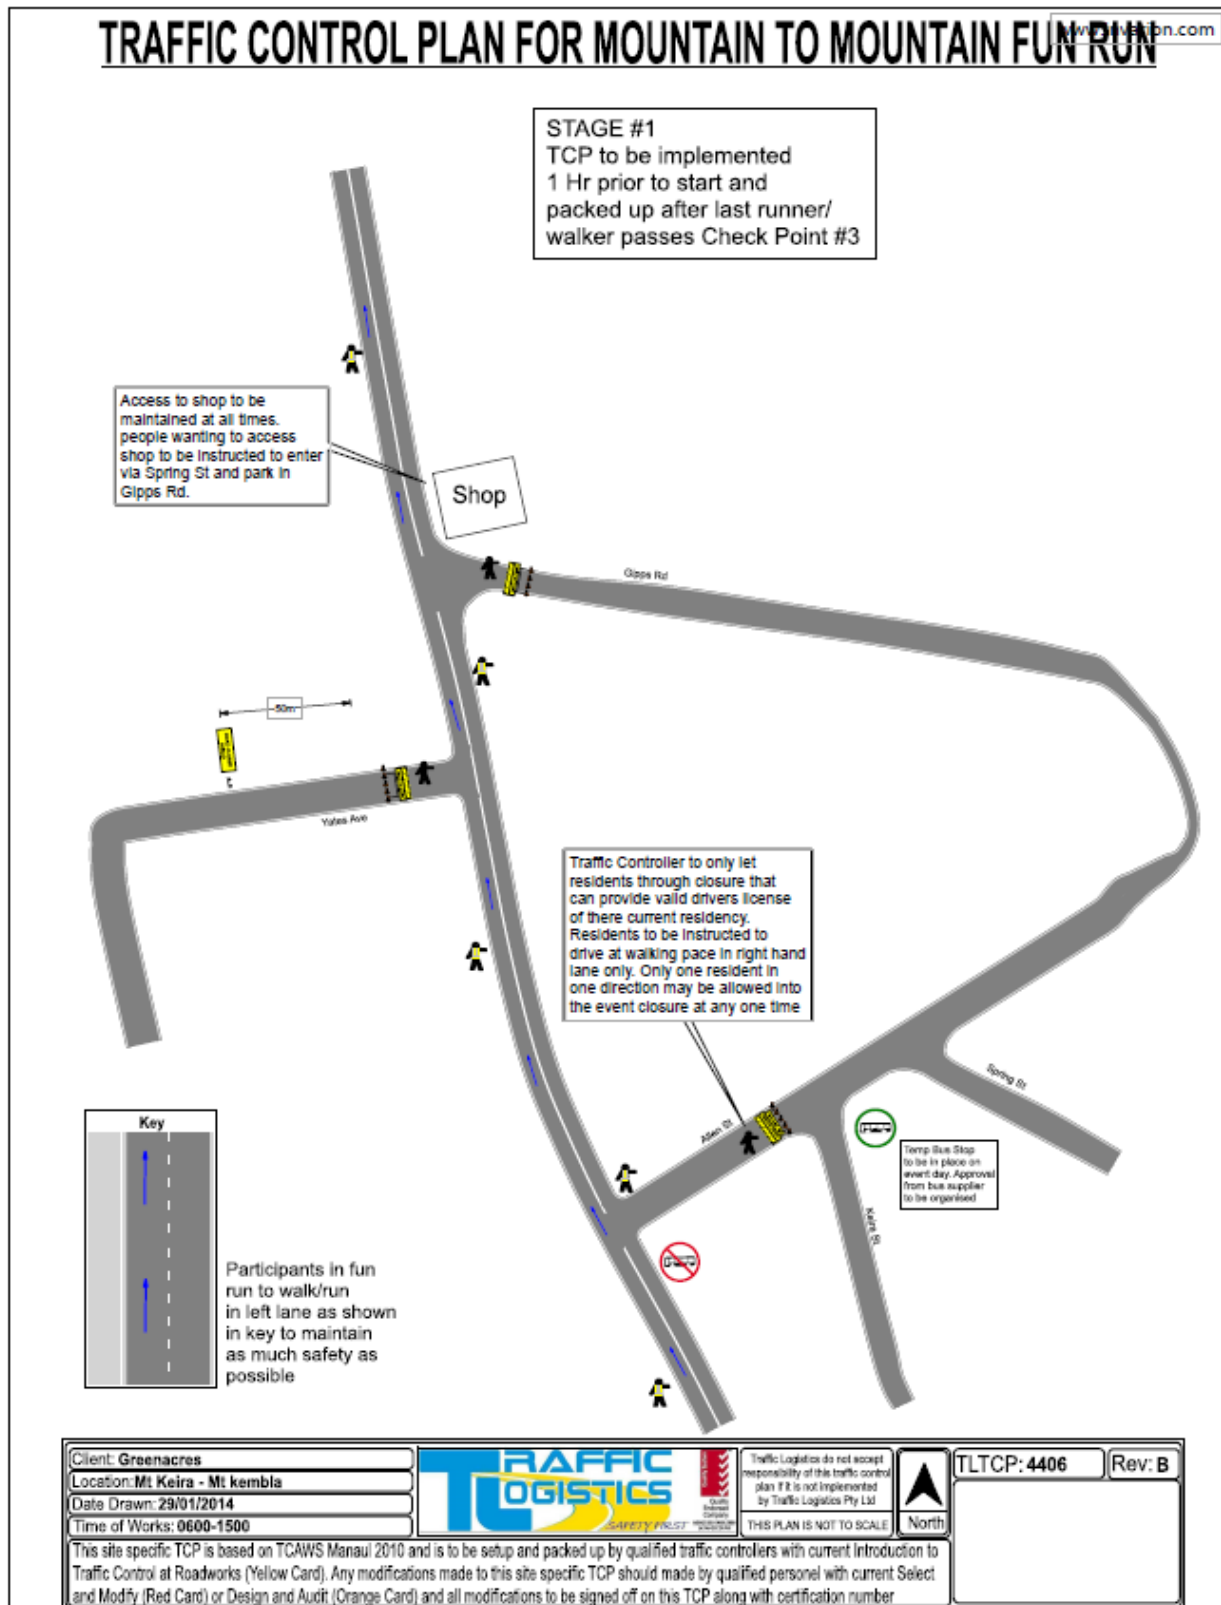 TRAFFIC CONTROL PLAN FOR MOUNTAIN TO MOUNTAIN FUN RUN
STAGE #1
TCP to be implemented
1 Hr prior to start and
packed up after last runner/
walker passes Check Point #3
Access to shop to be
maintained at all times.
people wanting to access
shop to be instructed to enter
via Spring St and park in
Gipps Rd.
Shop
Gipps Rd
50m
Yates Ave
Traffic Controller to only let
residents through closure that
can provide valid drivers license
of there current residency.
Residents to be instructed to
drive at walking pace in right hand
lane only. Only one resident in
one direction may be allowed into
the event closure at any one time
Spring St
Allen St
Temp Bus Stop
to be in place on
event day. Approval
from bus supplier
to be organised
Keira St
Key
Participants in fun
run to walk/run
in left lane as shown
in key to maintain
as much safety as
possible
Client: Greenacres
Location: Mt Keira - Mt kembla
Date Drawn: 29/01/2014
Time of Works: 0600-1500
TRAFFIC
LOGISTICS
SAFETY FIRST
Quality
Endorsed
Company
Traffic Logistics do not accept
responsibility of this traffic control
plan if it is not implemented
by Traffic Logistics Pty Ltd
THIS PLAN IS NOT TO SCALE
North
TLTCP: 4406
Rev: B
This site specific TCP is based on TCAWS Manaul 2010 and is to be setup and packed up by qualified traffic controllers with current Introduction to
Traffic Control at Roadworks (Yellow Card). Any modifications made to this site specific TCP should made by qualified personel with current Select
and Modify (Red Card) or Design and Audit (Orange Card) and all modifications to be signed off on this TCP along with certification number